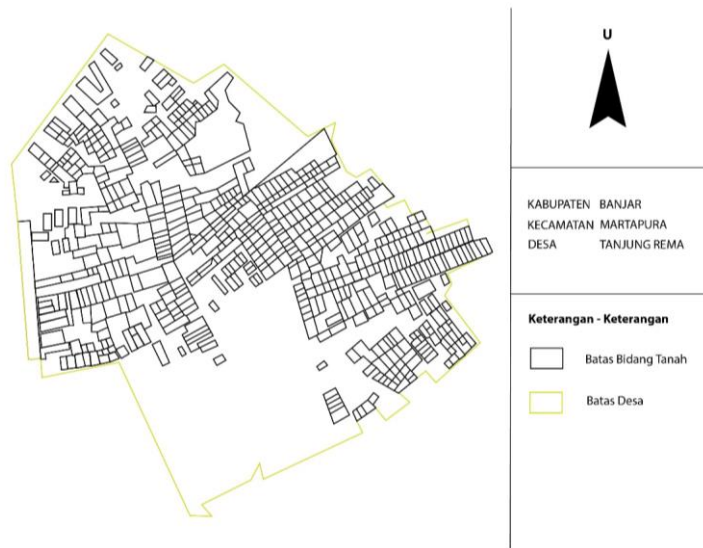 U
KABUPATEN BANJAR
KECAMATAN MARTAPURA
DESA TANJUNG REMA
Keterangan - Keterangan
Batas Bidang Tanah
Batas Desa